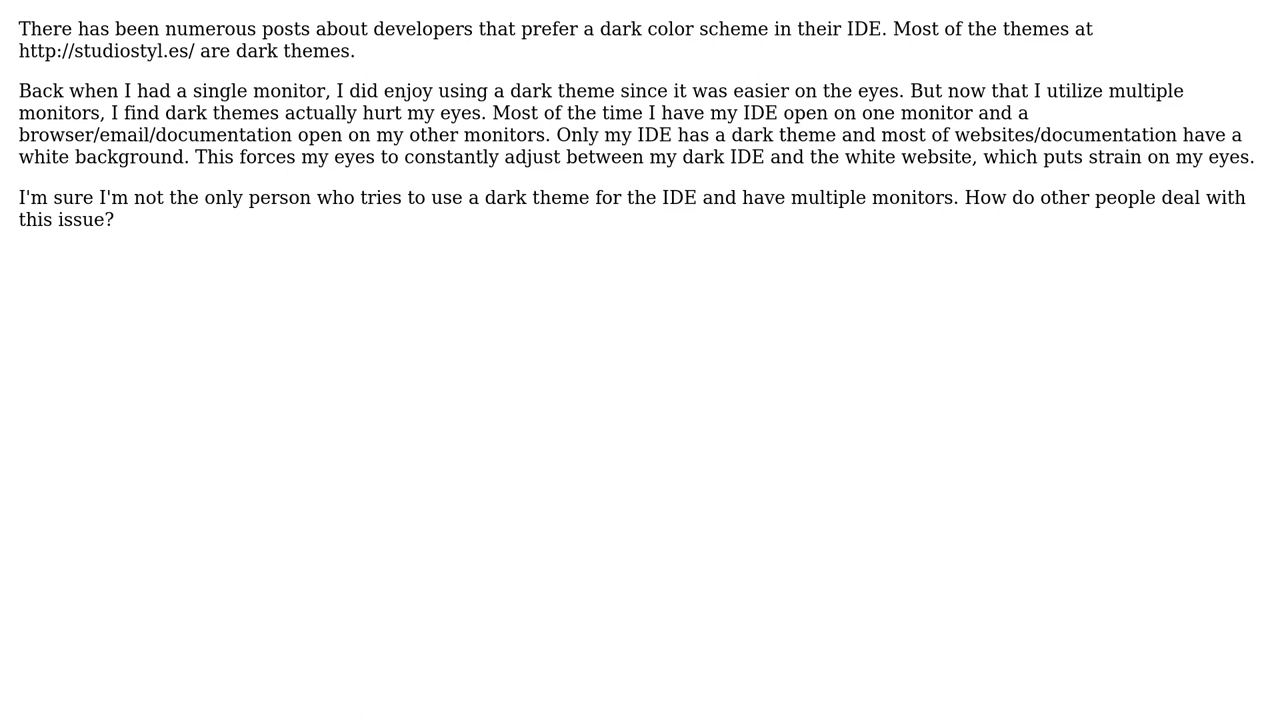 There has been numerous posts about developers that prefer a dark color scheme in their IDE. Most of the themes at
http://studiostyl.es/ are dark themes.
Back when I had a single monitor, I did enjoy using a dark theme since it was easier on the eyes. But now that I utilize multiple
monitors, I find dark themes actually hurt my eyes. Most of the time I have my IDE open on one monitor and a
browser/email/documentation open on my other monitors. Only my IDE has a dark theme and most of websites/documentation have a
white background. This forces my eyes to constantly adjust between my dark IDE and the white website, which puts strain on my eyes.
I'm sure I'm not the only person who tries to use a dark theme for the IDE and have multiple monitors. How do other people deal with
this issue?